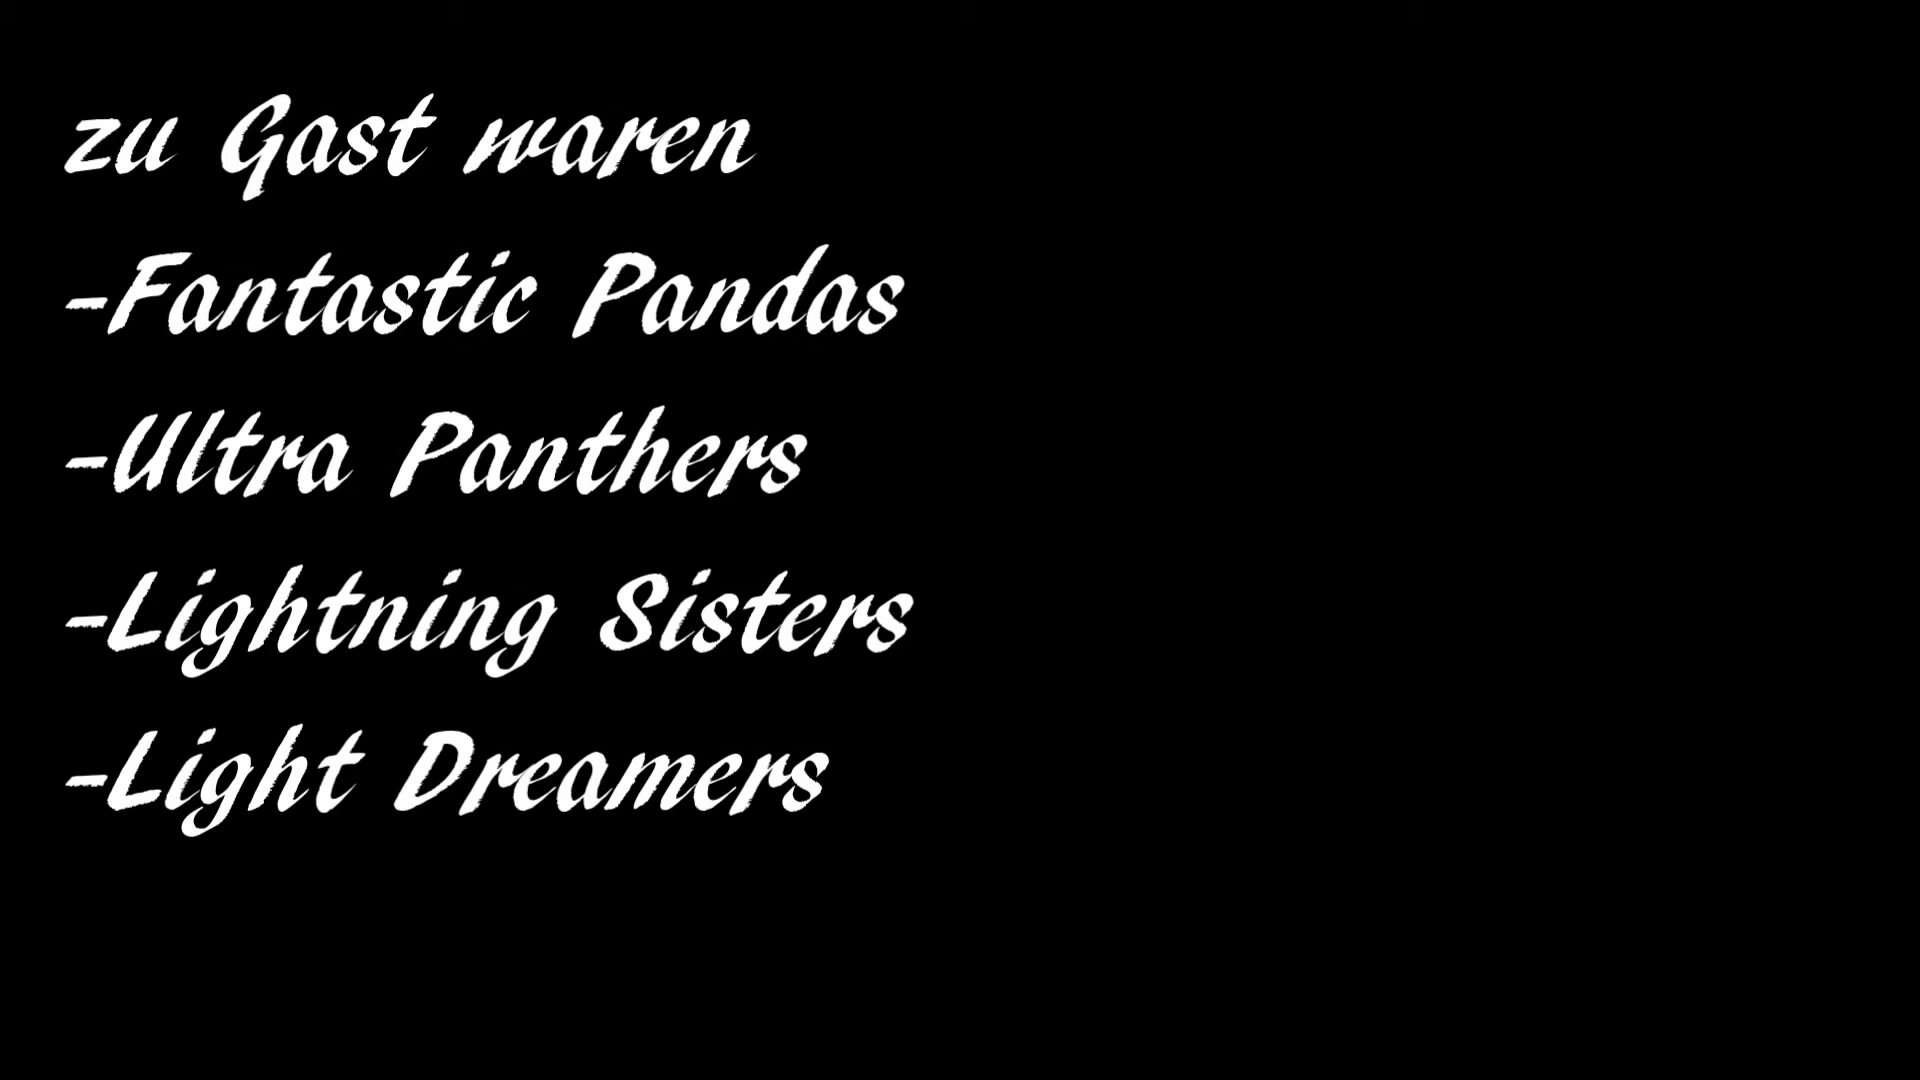 zu Gast waren
-Fantastic Pandas
-Ultra Panthers
-Lightning Sisters
-Light Dreamers